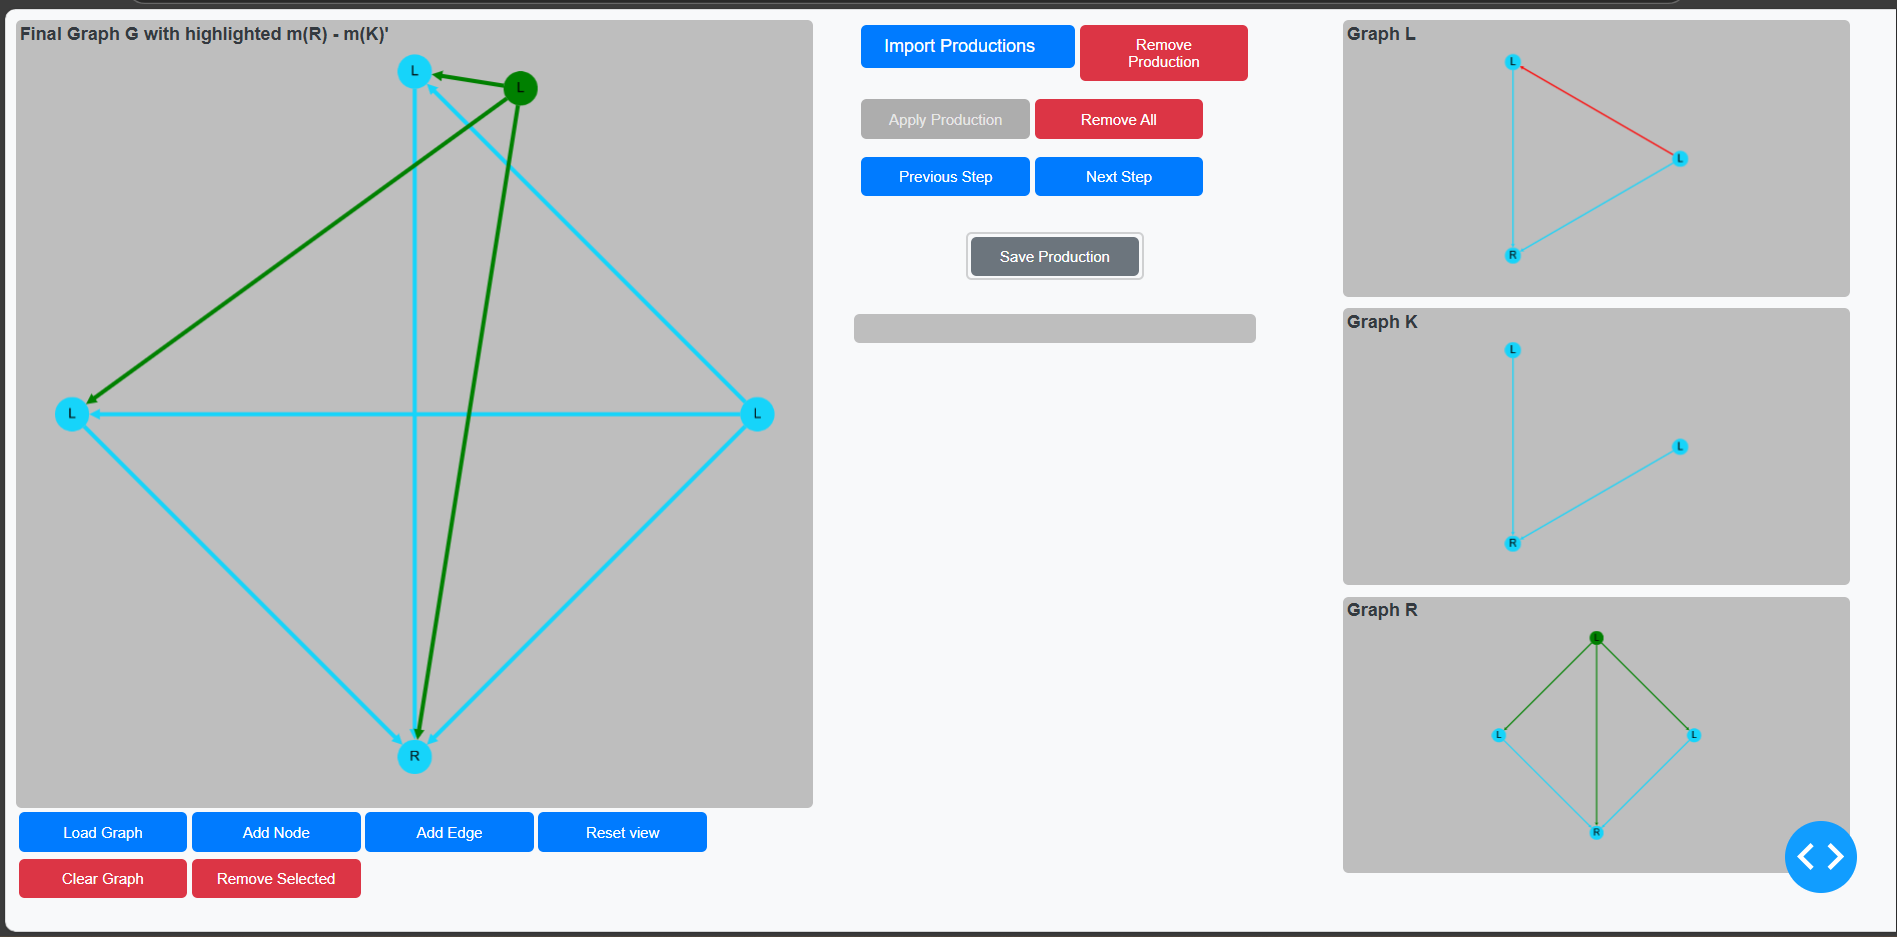 Final Graph G with highlighted m(R) - m(K)'
L
L
L
L
R
Load Graph
Add Node
Add Edge
Reset view
Clear Graph
Remove Selected
Import Productions
Remove
Production
Apply Production
Remove All
Previous Step
Next Step
Save Production
Graph L
L
L
R
Graph K
L
L
R
Graph R
L
L
L
R